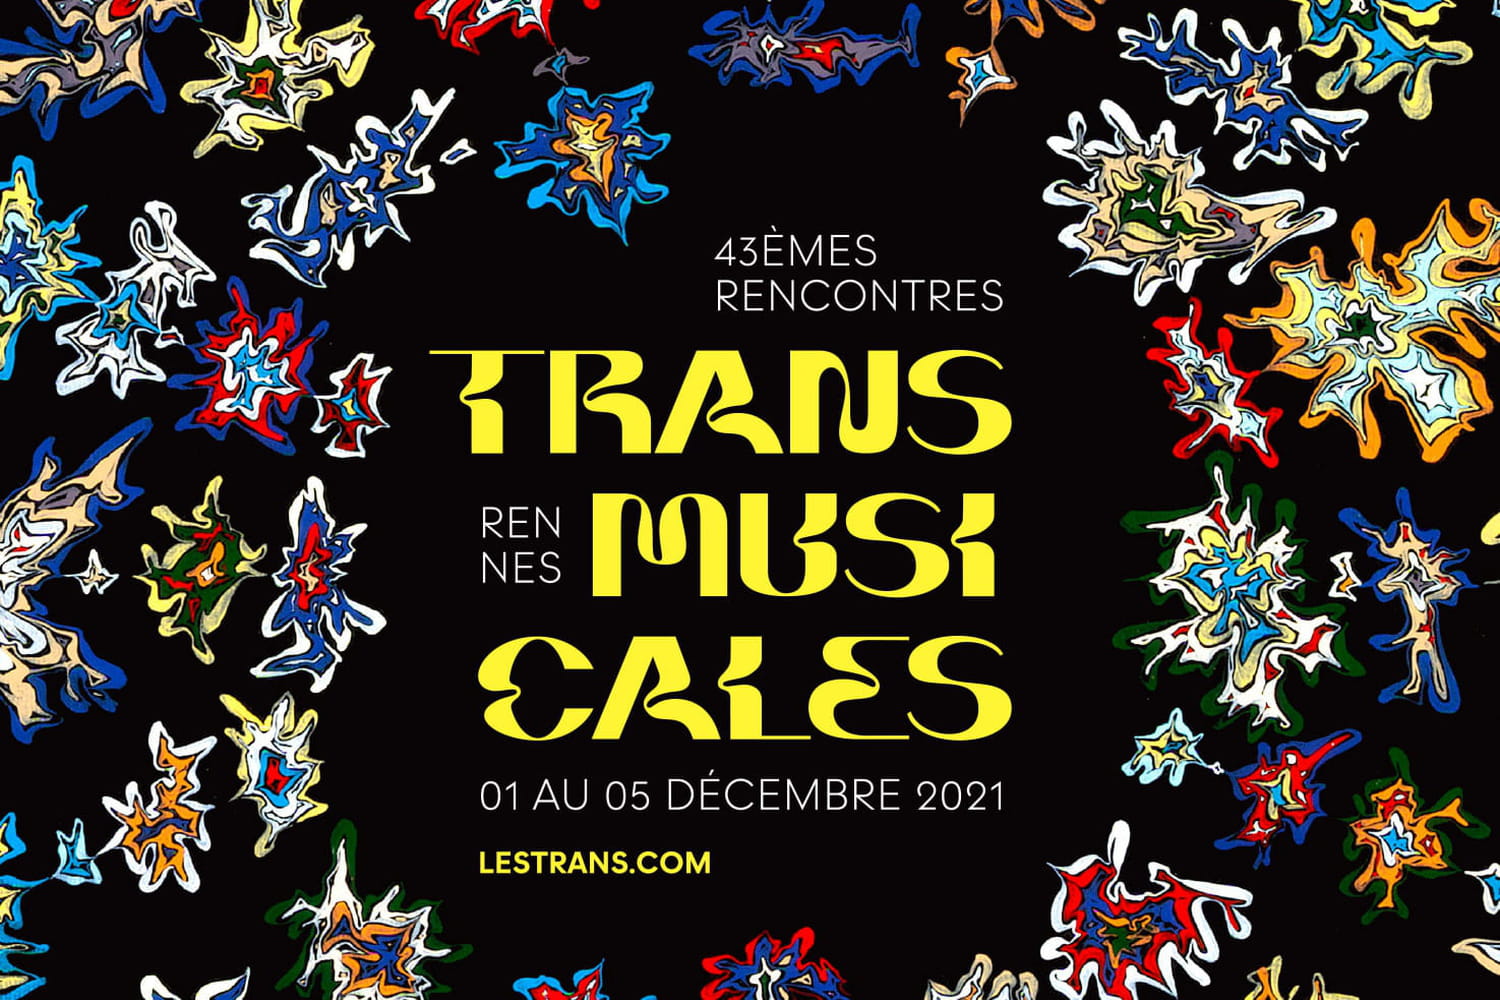 43ÈMES
RENCONTRES
TRANS
REN
NES
MUSI
CALES
01 AU 05 DÉCEMBRE 2021
LESTRANS.COM